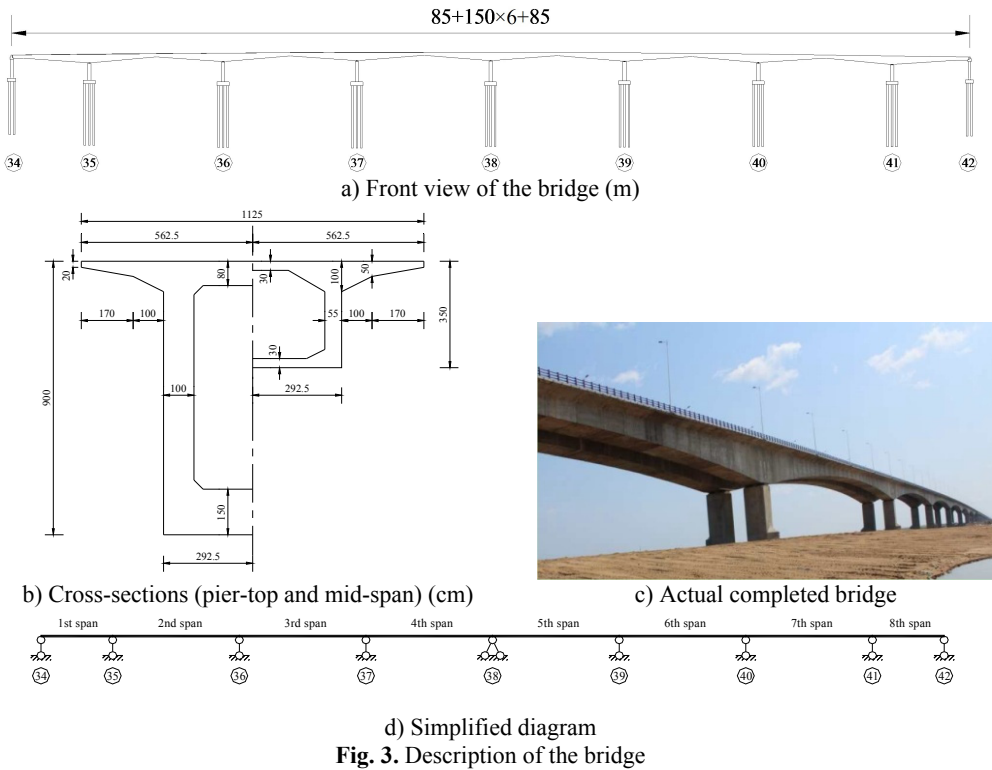 85+150×6+85
34 35 36 37 38 39 40 41 42
a) Front view of the bridge (m)
1125
562.5 562.5
20 80 30 100 50
170 100 55 100 170
900 350
100 30
292.5
150
292.5
b) Cross-sections (pier-top and mid-span) (cm)
c) Actual completed bridge
1st span 2nd span 3rd span 4th span 5th span 6th span 7th span 8th span
34 35 36 37 38 39 40 41 42
d) Simplified diagram
Fig. 3. Description of the bridge